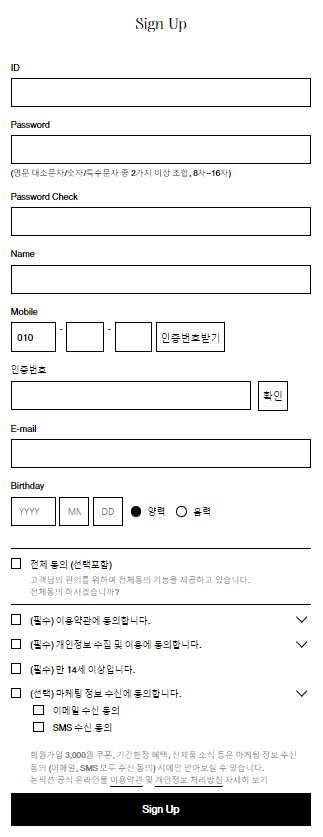 Sign Up
ID
Password
(영문 대소문자/숫자/특수문자 중 2가지 이상 조합, 8자~16자)
Password Check
Name
Mobile
010 - - 인증번호받기
인증번호
확인
E-mail
Birthday
YYYY MM DD 양력 음력
전체 동의 (선택포함)
고객님의 편의를 위하여 전체동의 기능을 제공하고 있습니다.
전체동의 하시겠습니까?
(필수) 이용약관에 동의합니다.
(필수) 개인정보 수집 및 이용에 동의합니다.
(필수) 만 14세 이상입니다.
(선택) 마케팅 정보 수신에 동의합니다.
이메일 수신 동의
SMS 수신 동의
회원가입 3,000원 쿠폰, 기간한정 혜택, 신제품 소식 등은 마케팅 정보 수신
동의 (이메일, SMS 모두 수신 동의) 시에만 받아보실 수 있습니다.
논픽션 공식 온라인몰 이용약관 및 개인정보 처리방침 자세히 보기
Sign Up